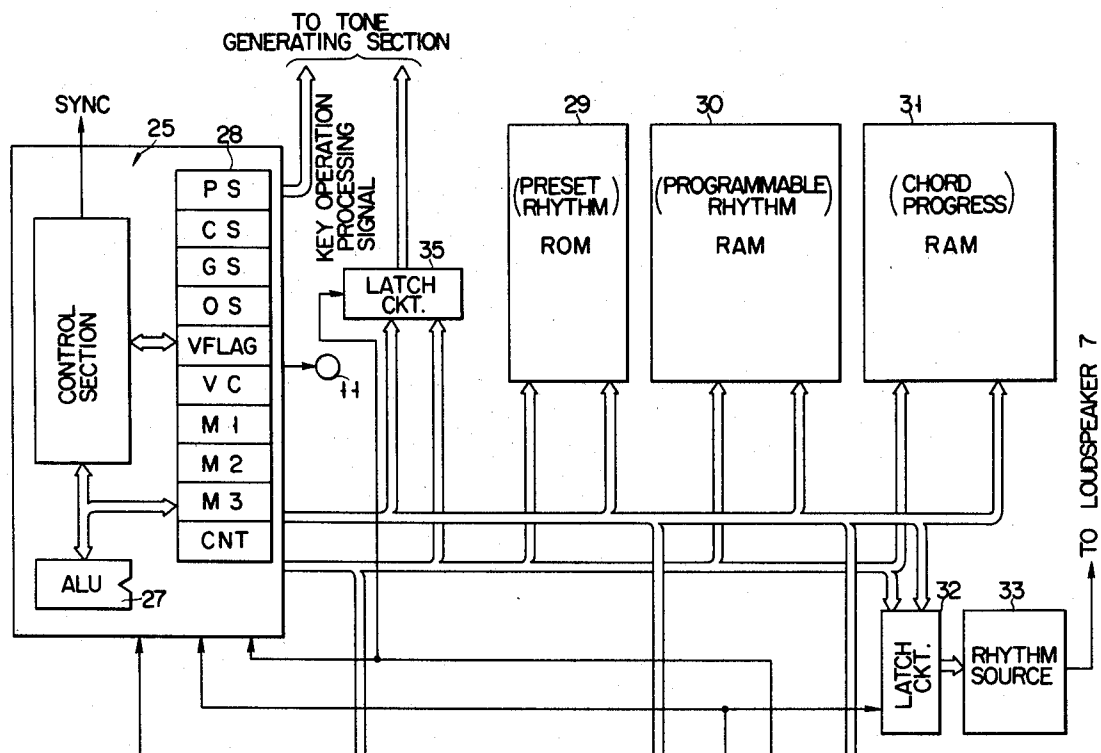 TO TONE
GENERATING SECTION
SYNC
25
28
PS
CS
GS
OS
VFLAG
VC
M1
M2
M3
CNT
CONTROL
SECTION
ALU
27
KEY OPERATION
PROCESSING
SIGNAL
11
35
LATCH
CKT.
29
(PRESET
RHYTHM)
ROM
30
(PROGRAMMABLE
RHYTHM)
RAM
31
(CHORD
PROGRESS)
RAM
32
LATCH
CKT.
33
RHYTHM
SOURCE
TO LOUDSPEAKER 7